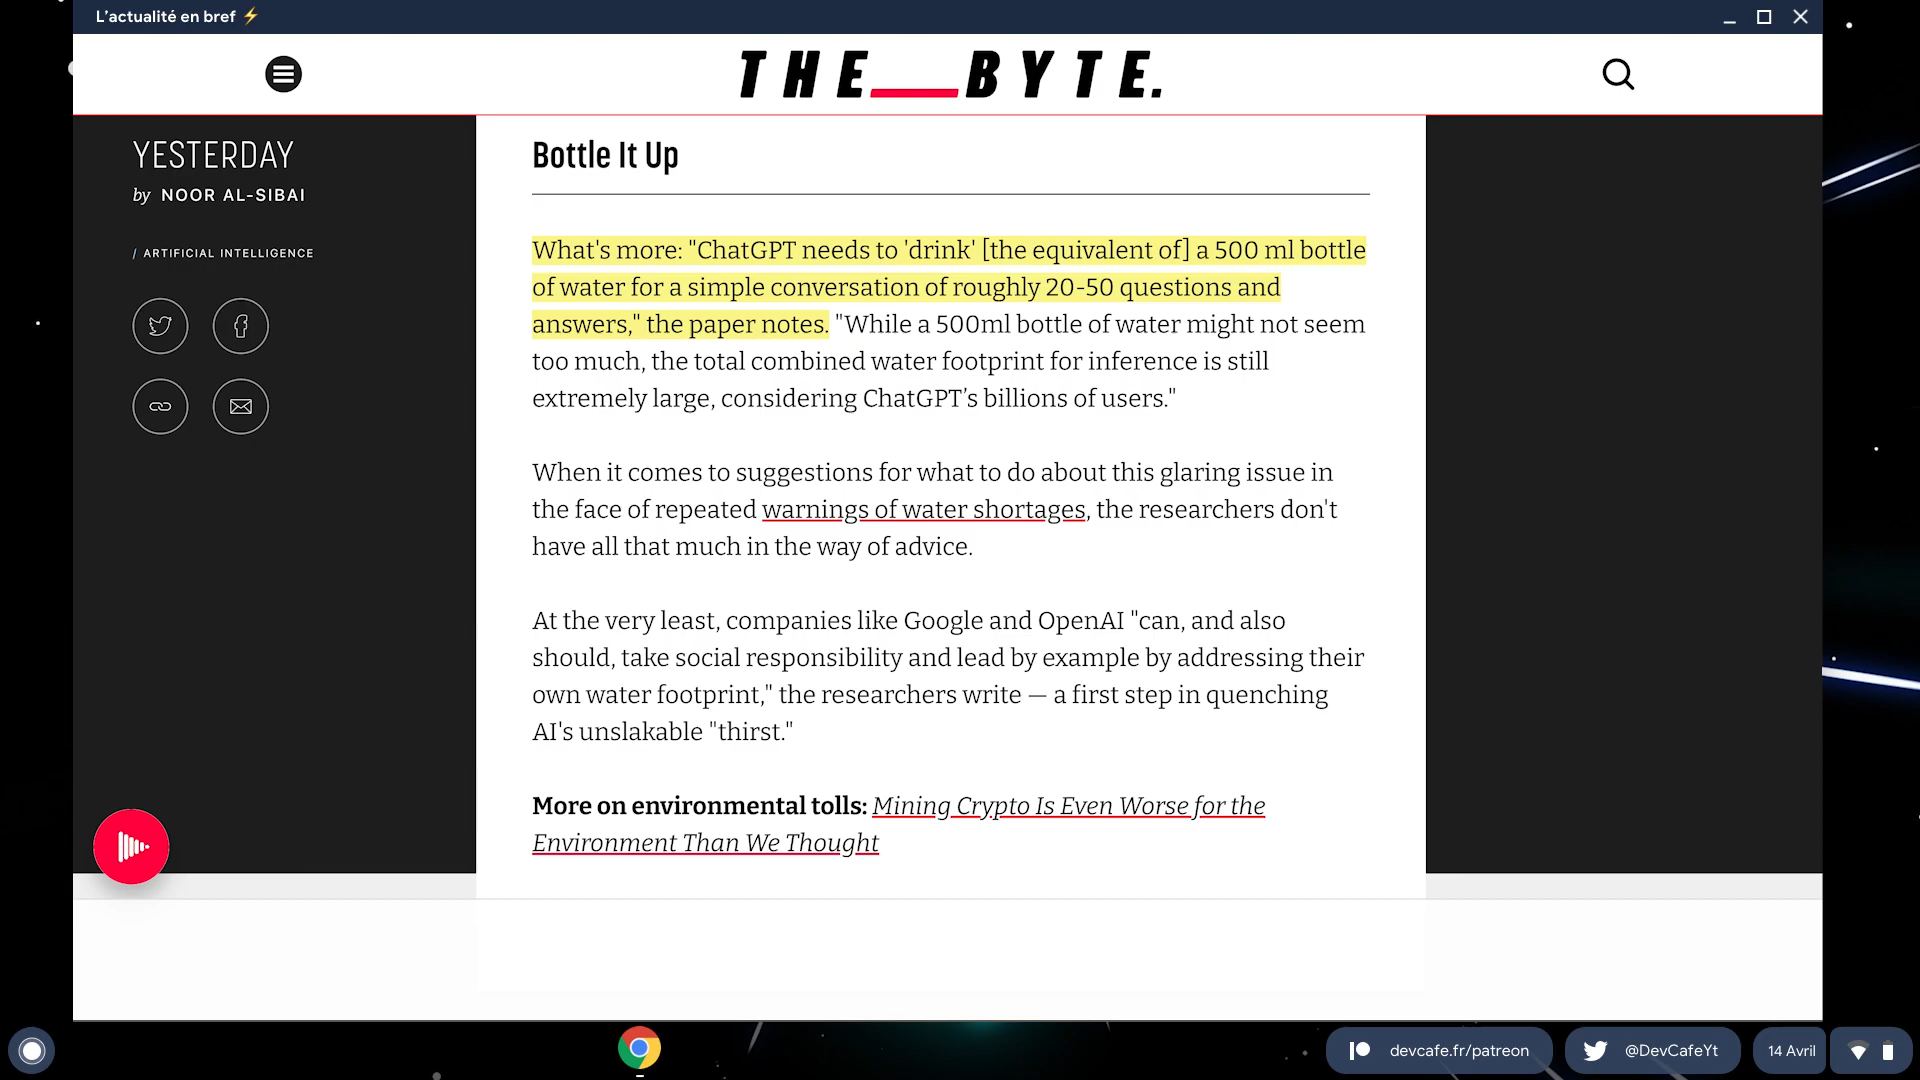 L’actualité en bref ⚡
THE__BYTE.
YESTERDAY
by NOOR AL-SIBAI
/ ARTIFICIAL INTELLIGENCE
Bottle It Up
What's more: "ChatGPT needs to 'drink' [the equivalent of] a 500 ml bottle
of water for a simple conversation of roughly 20-50 questions and
answers," the paper notes. "While a 500ml bottle of water might not seem
too much, the total combined water footprint for inference is still
extremely large, considering ChatGPT’s billions of users."
When it comes to suggestions for what to do about this glaring issue in
the face of repeated warnings of water shortages, the researchers don't
have all that much in the way of advice.
At the very least, companies like Google and OpenAI "can, and also
should, take social responsibility and lead by example by addressing their
own water footprint," the researchers write — a first step in quenching
AI's unslakable "thirst."
More on environmental tolls: Mining Crypto Is Even Worse for the
Environment Than We Thought
devcafe.fr/patreon
@DevCafeYt
14 Avril